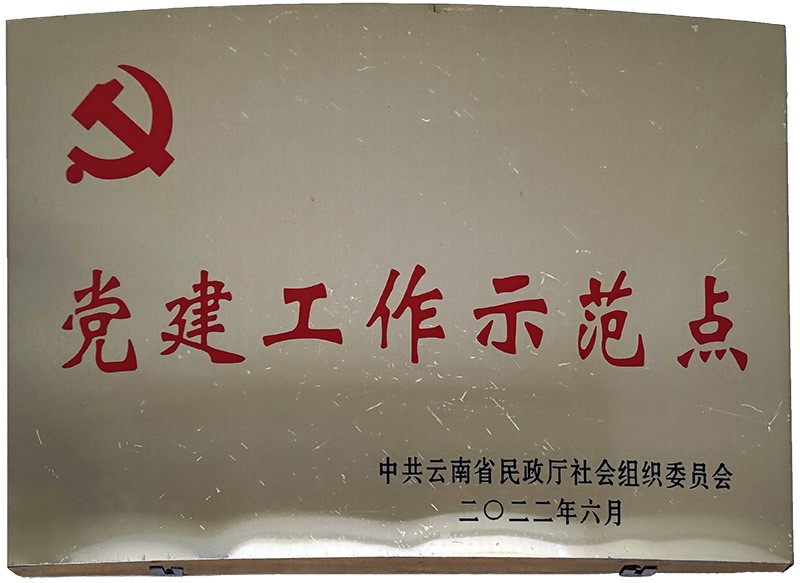 党建工作示范点
中共云南省民政厅社会组织委员会
二〇二二年六月